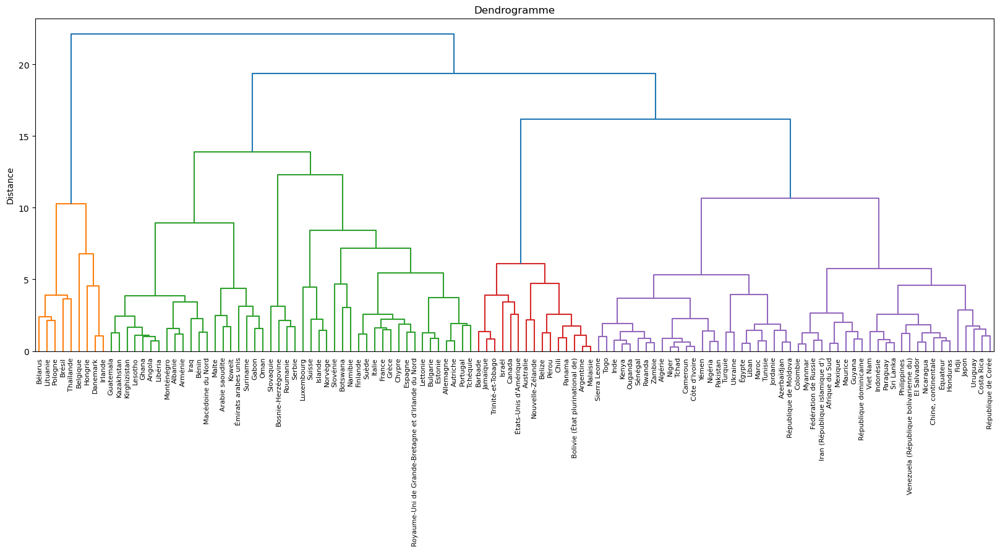 Dendrogramme
Distance
20
15
10
5
0
Bélarus
Lituanie
Pologne
Brésil
Thaïlande
Belgique
Hongrie
Danemark
Irlande
Guatemala
Kazakhstan
Kirghizistan
Lesotho
Ghana
Angola
Libéria
Monténégro
Albanie
Arménie
Iraq
Bénin
Macédoine du Nord
Malte
Arabie saoudite
Koweït
Émirats arabes unis
Suriname
Gabon
Oman
Slovaquie
Bosnie-Herzégovine
Roumanie
Serbie
Luxembourg
Suisse
Islande
Norvège
Slovénie
Botswana
Namibie
Finlande
Suède
Italie
France
Grèce
Chypre
Espagne
Royaume-Uni de Grande-Bretagne et d'Irlande du Nord
Lettonie
Bulgarie
Estonie
Allemagne
Autriche
Portugal
Tchéquie
Barbade
Jamaïque
Trinité-et-Tobago
Israël
Canada
États-Unis d'Amérique
Australie
Nouvelle-Zélande
Belize
Pérou
Chili
Panama
Bolivie (État plurinational de)
Argentine
Malaisie
Sierra Leone
Togo
Inde
Kenya
Ouganda
Sénégal
Rwanda
Zambie
Algérie
Niger
Tchad
Cameroun
Côte d'Ivoire
Yémen
Nigéria
Pakistan
Turquie
Ukraine
Égypte
Liban
Maroc
Tunisie
Jordanie
Azerbaïdjan
République de Moldova
Colombie
Myanmar
Fédération de Russie
Iran (République islamique d')
Afrique du Sud
Mexique
Maurice
Guyana
République dominicaine
Viet Nam
Indonésie
Paraguay
Sri Lanka
Philippines
Venezuela (République bolivarienne du)
El Salvador
Nicaragua
Chine, continentale
Équateur
Honduras
Fidji
Japon
Uruguay
Costa Rica
République de Corée